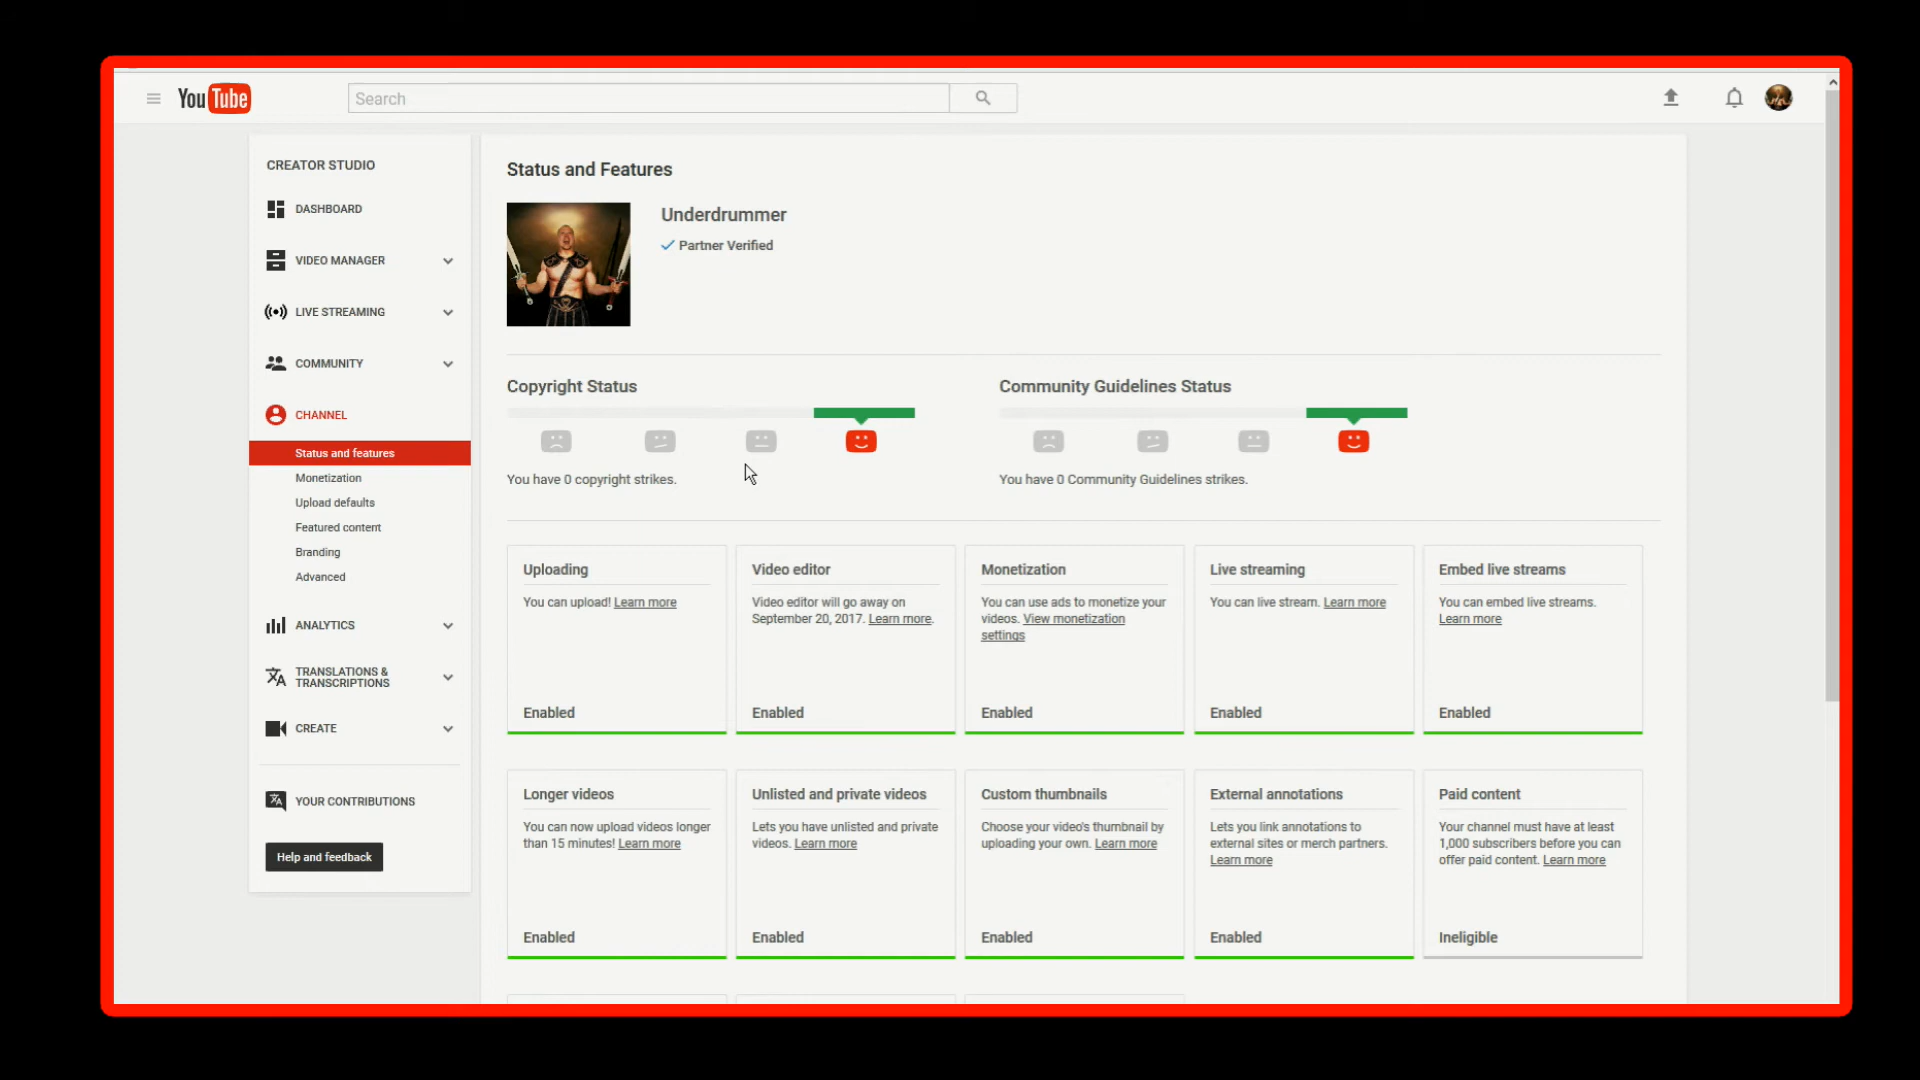 YouTube
Search
CREATOR STUDIO
DASHBOARD
VIDEO MANAGER
LIVE STREAMING
COMMUNITY
CHANNEL
Status and features
Monetization
Upload defaults
Featured content
Branding
Advanced
ANALYTICS
TRANSLATIONS &
TRANSCRIPTIONS
CREATE
YOUR CONTRIBUTIONS
Help and feedback
Status and Features
Underdrummer
Partner Verified
Copyright Status
You have 0 copyright strikes.
Community Guidelines Status
You have 0 Community Guidelines strikes.
Uploading
You can upload! Learn more
Enabled
Video editor
Video editor will go away on
September 20, 2017. Learn more.
Enabled
Monetization
You can use ads to monetize your
videos. View monetization
settings
Enabled
Live streaming
You can live stream. Learn more
Enabled
Embed live streams
You can embed live streams.
Learn more
Enabled
Longer videos
You can now upload videos longer
than 15 minutes! Learn more
Enabled
Unlisted and private videos
Lets you have unlisted and private
videos. Learn more
Enabled
Custom thumbnails
Choose your video's thumbnail by
uploading your own. Learn more
Enabled
External annotations
Lets you link annotations to
external sites or merch partners.
Learn more
Enabled
Paid content
Your channel must have at least
1,000 subscribers before you can
offer paid content. Learn more
Ineligible